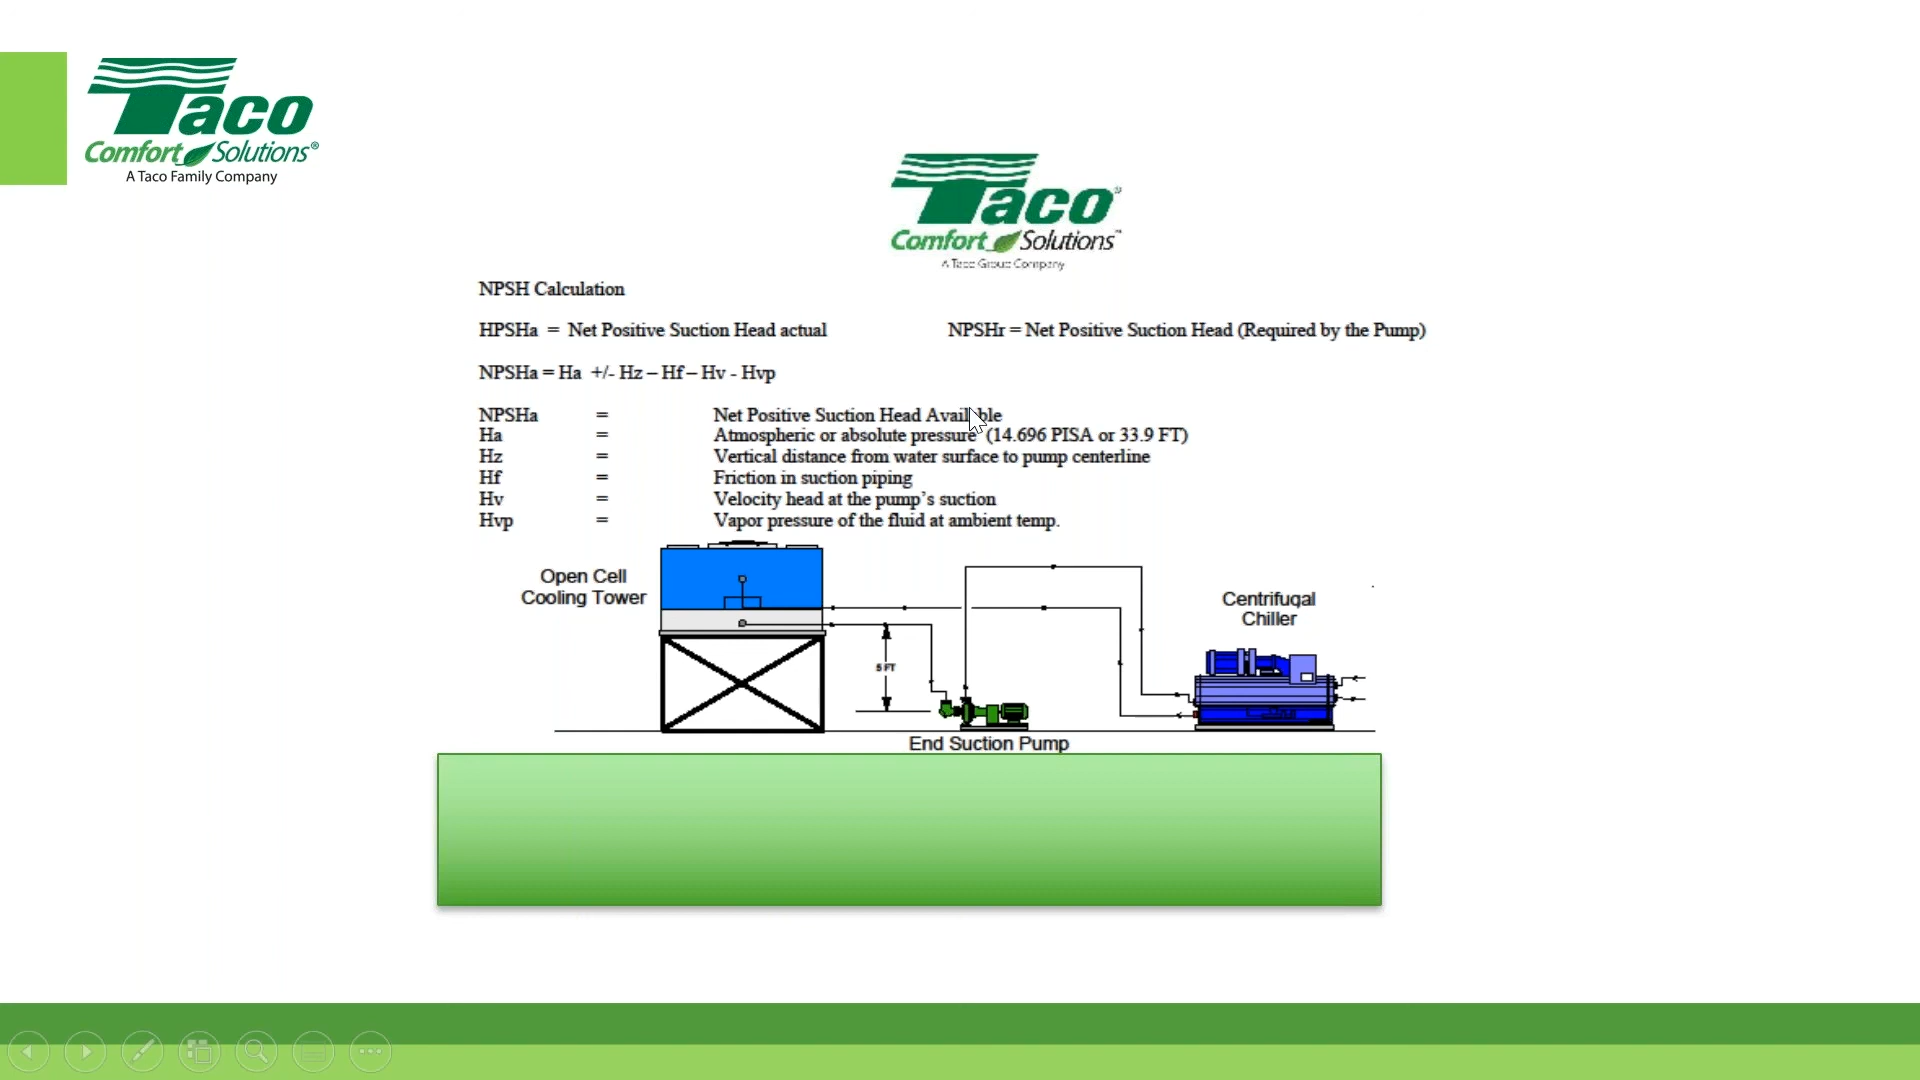 Taco
Comfort Solutions®
A Taco Family Company
Taco®
Comfort Solutions™
A Taco Group Company
NPSH Calculation
HPSHa = Net Positive Suction Head actual NPSHr = Net Positive Suction Head (Required by the Pump)
NPSHa = Ha +/- Hz – Hf – Hv - Hvp
NPSHa = Net Positive Suction Head Available
Ha = Atmospheric or absolute pressure (14.696 PISA or 33.9 FT)
Hz = Vertical distance from water surface to pump centerline
Hf = Friction in suction piping
Hv = Velocity head at the pump's suction
Hvp = Vapor pressure of the fluid at ambient temp.
Open Cell
Cooling Tower
Centrifugal
Chiller
5 FT
End Suction Pump